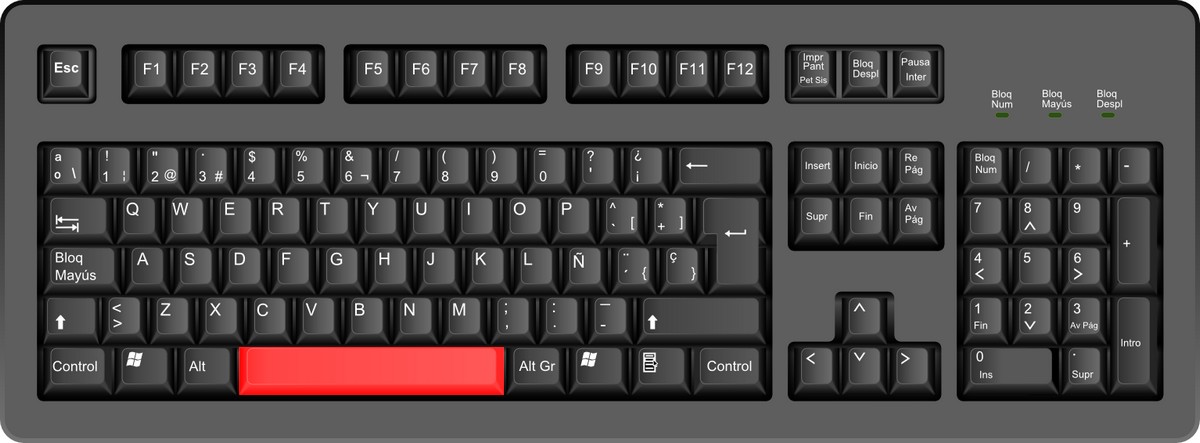 Esc F1 F2 F3 F4 F5 F6 F7 F8 F9 F10 F11 F12
Impr
Pant
Pet Sis
Bloq
Despl
Pausa
Inter
Bloq
Num
Bloq
Mayús
Bloq
Despl
a
o \
!
1 ¦
"
2 @
·
3 #
$
4
%
5
&
6 ¬
/
7
(
8
)
9
=
0
?
'
¿
¡
Insert
Inicio
Re
Pág
Bloq
Num
/
*
-
Q W E R T Y U I O P
^
` [
*
+ ]
Supr
Fin
Av
Pág
7
8
9
+
Bloq
Mayús
A S D F G H J K L Ñ
¨
´ {
ç
}
4
<
5
6
>
<
>
Z X C V B N M
;
,
:
.
_
-
1
Fin
2
3
Av Pág
Intro
Control
Alt
Alt Gr
Control
0
Ins
.
Supr